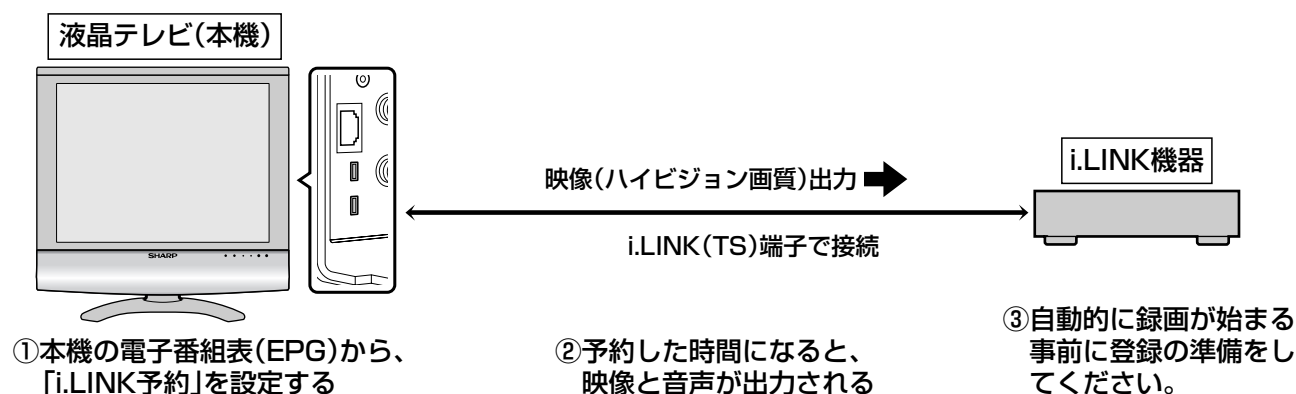 液晶テレビ(本機)
SHARP
映像(ハイビジョン画質)出力
i.LINK(TS)端子で接続
i.LINK機器
①本機の電子番組表(EPG)から、
「i.LINK予約」を設定する
②予約した時間になると、
映像と音声が出力される
③自動的に録画が始まる
事前に登録の準備をし
てください。